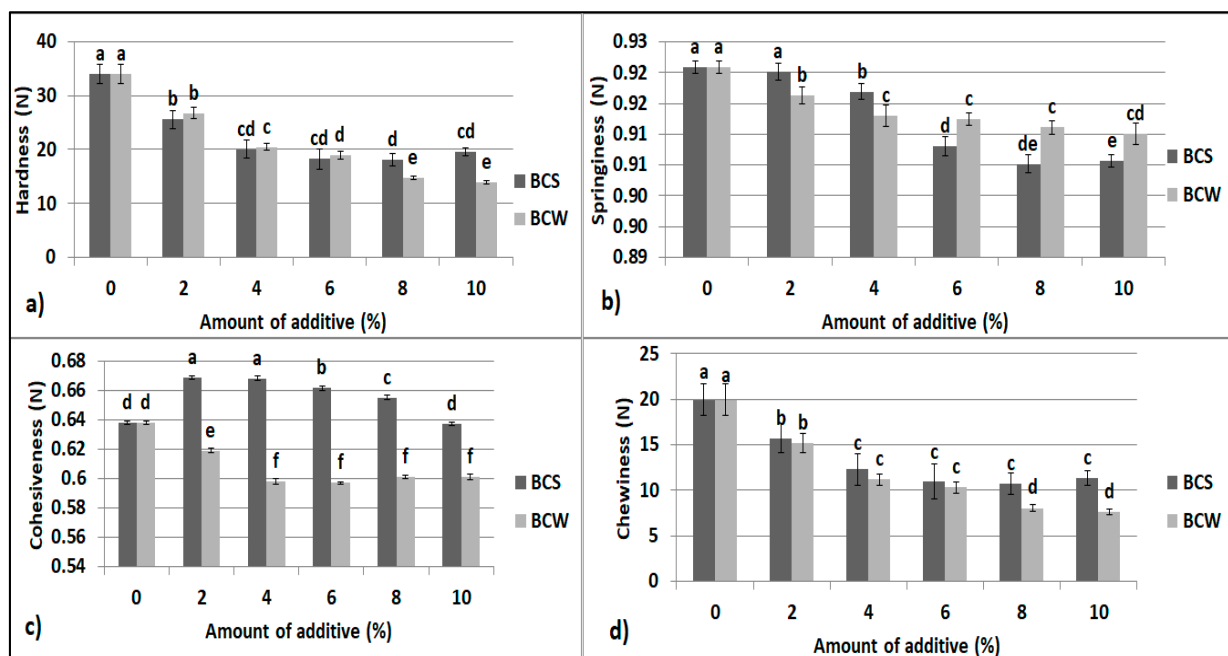 40
30
20
10
0
Hardness (N)
a a
b b
cd c
cd d
d e
cd e
BCS
BCW
0 2 4 6 8 10
a)
Amount of additive (%)
0.93
0.92
0.92
0.91
0.91
0.90
0.90
0.89
Springiness (N)
a a
a b
b c
d c
de c
e cd
BCS
BCW
0 2 4 6 8 10
b)
Amount of additive (%)
0.68
0.66
0.64
0.62
0.6
0.58
0.56
0.54
Cohesiveness (N)
d d
a e
a f
b f
c f
d f
BCS
BCW
0 2 4 6 8 10
c)
Amount of additive (%)
25
20
15
10
5
0
Chewiness (N)
a a
b b
c c
c c
c d
c d
BCS
BCW
0 2 4 6 8 10
d)
Amount of additive (%)